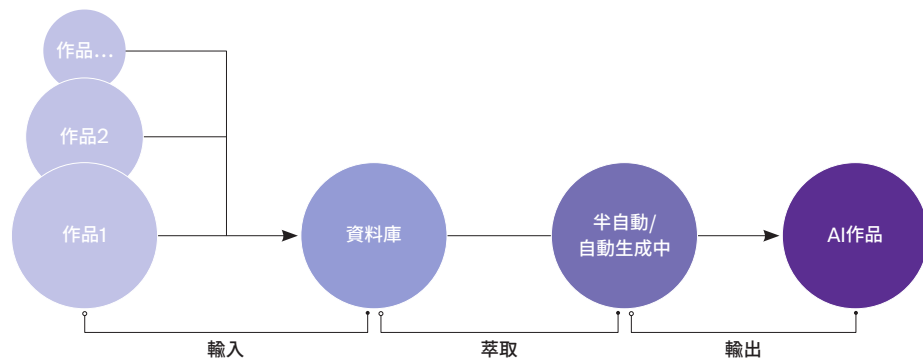 作品...
作品2
作品1
資料庫
半自動/
自動生成中
AI作品
輸入
萃取
輸出